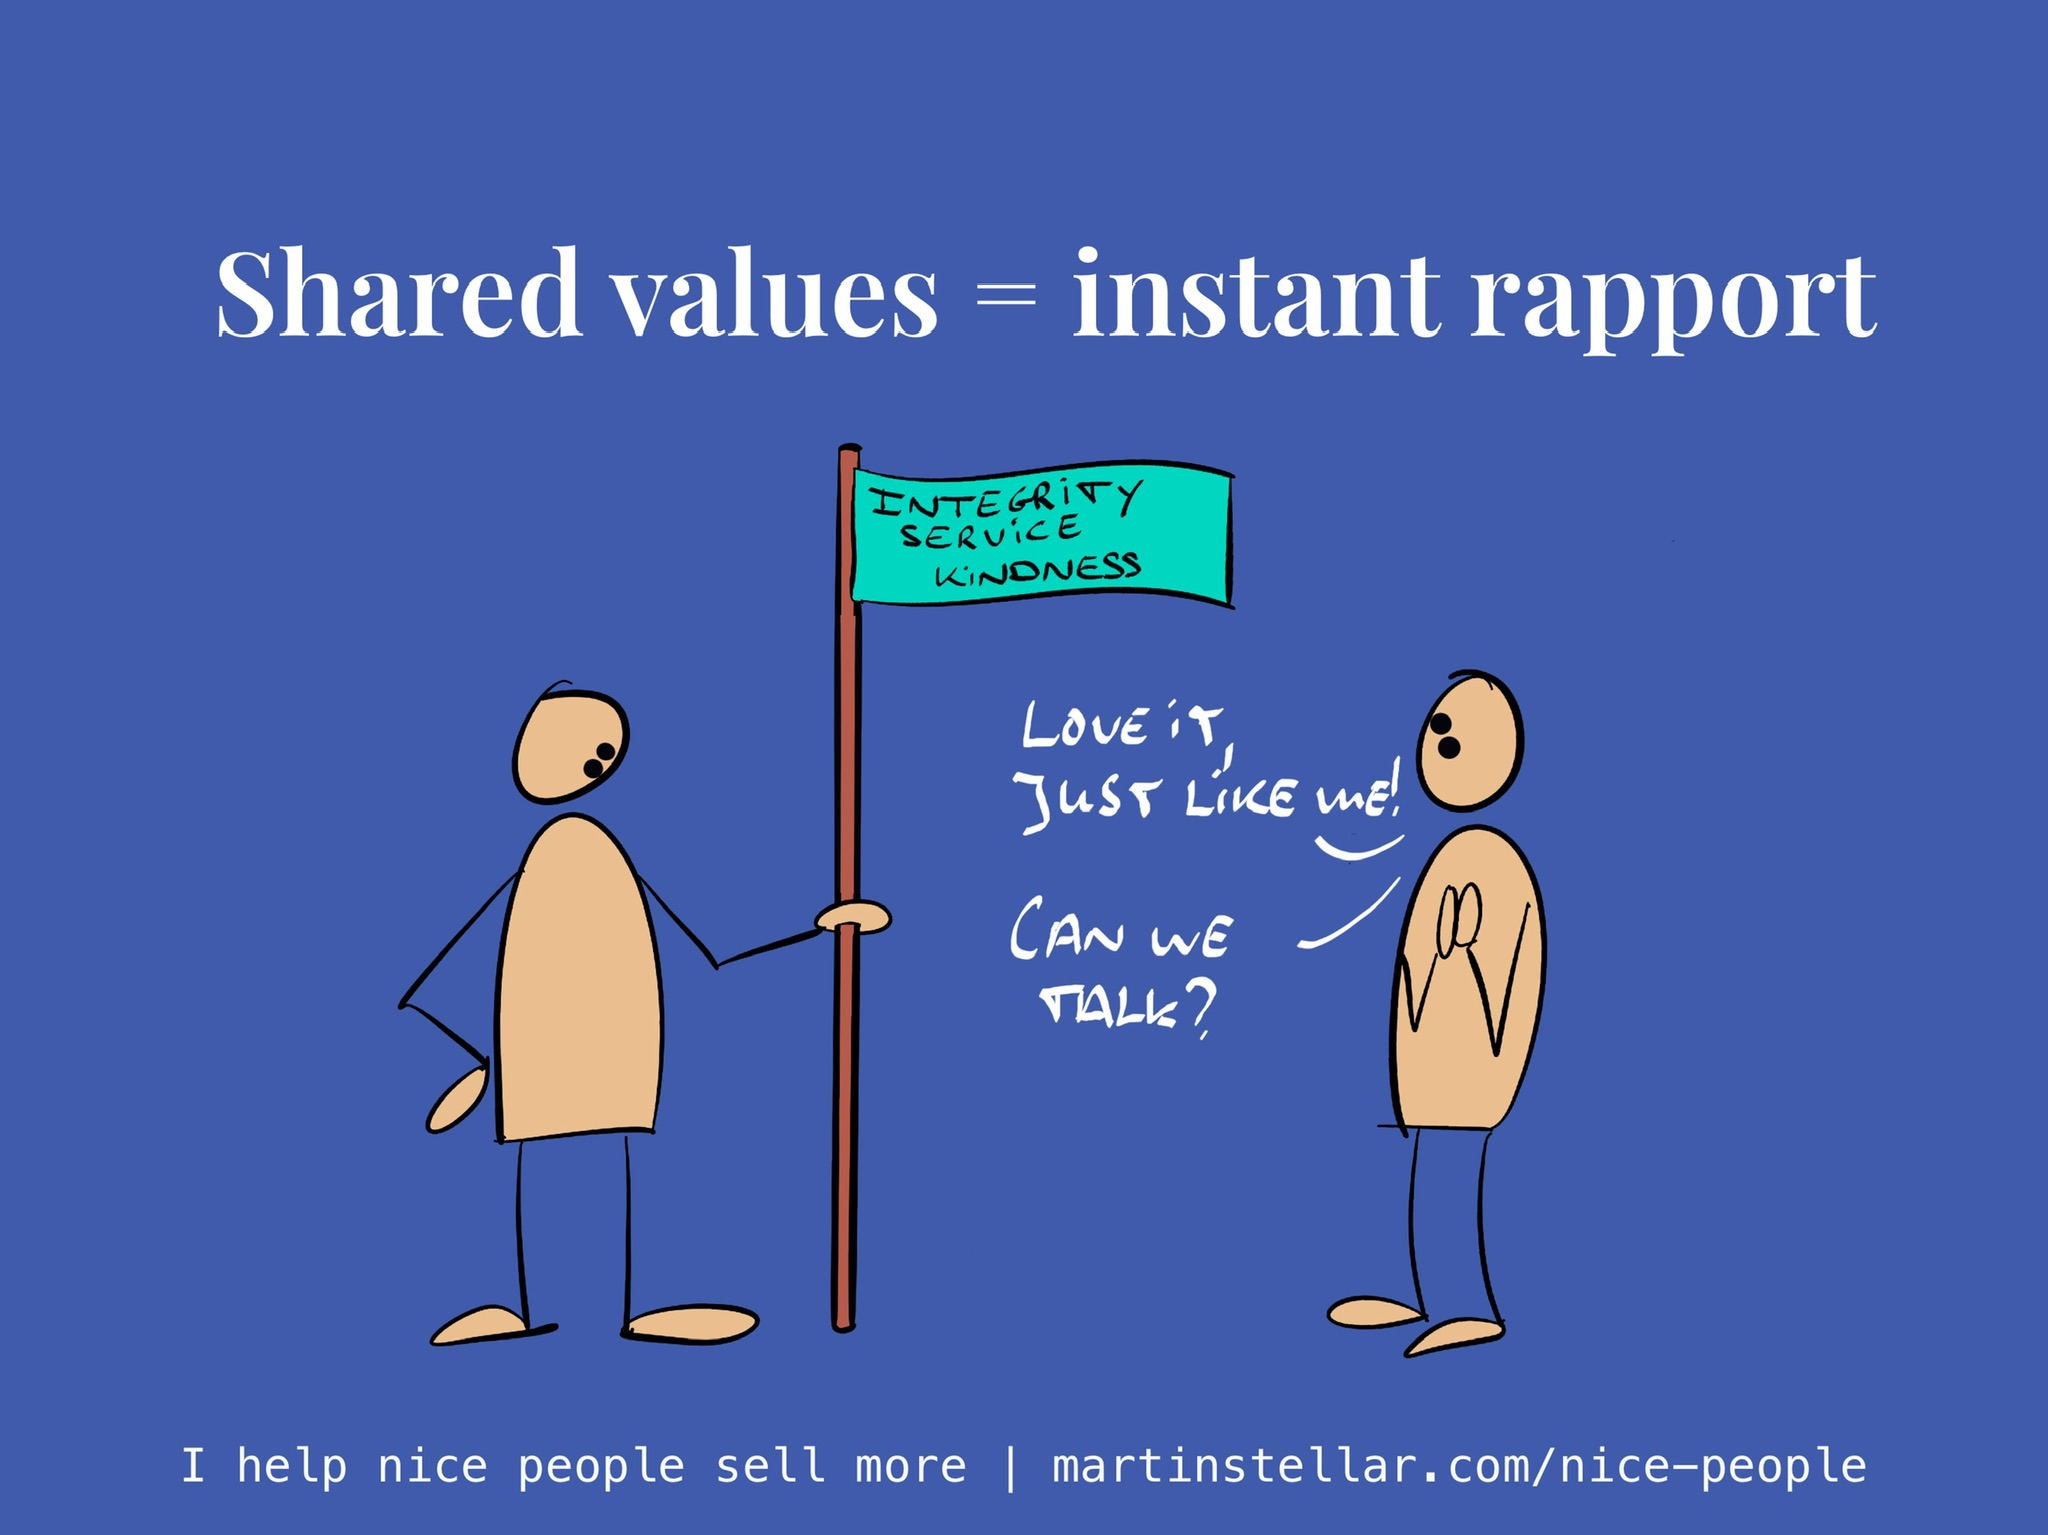 Shared values = instant rapport
INTEGRITY
SERVICE
KINDNESS
LOVE IT,
JUST LIKE ME!
CAN WE
TALK?
I help nice people sell more | martinstellar.com/nice-people